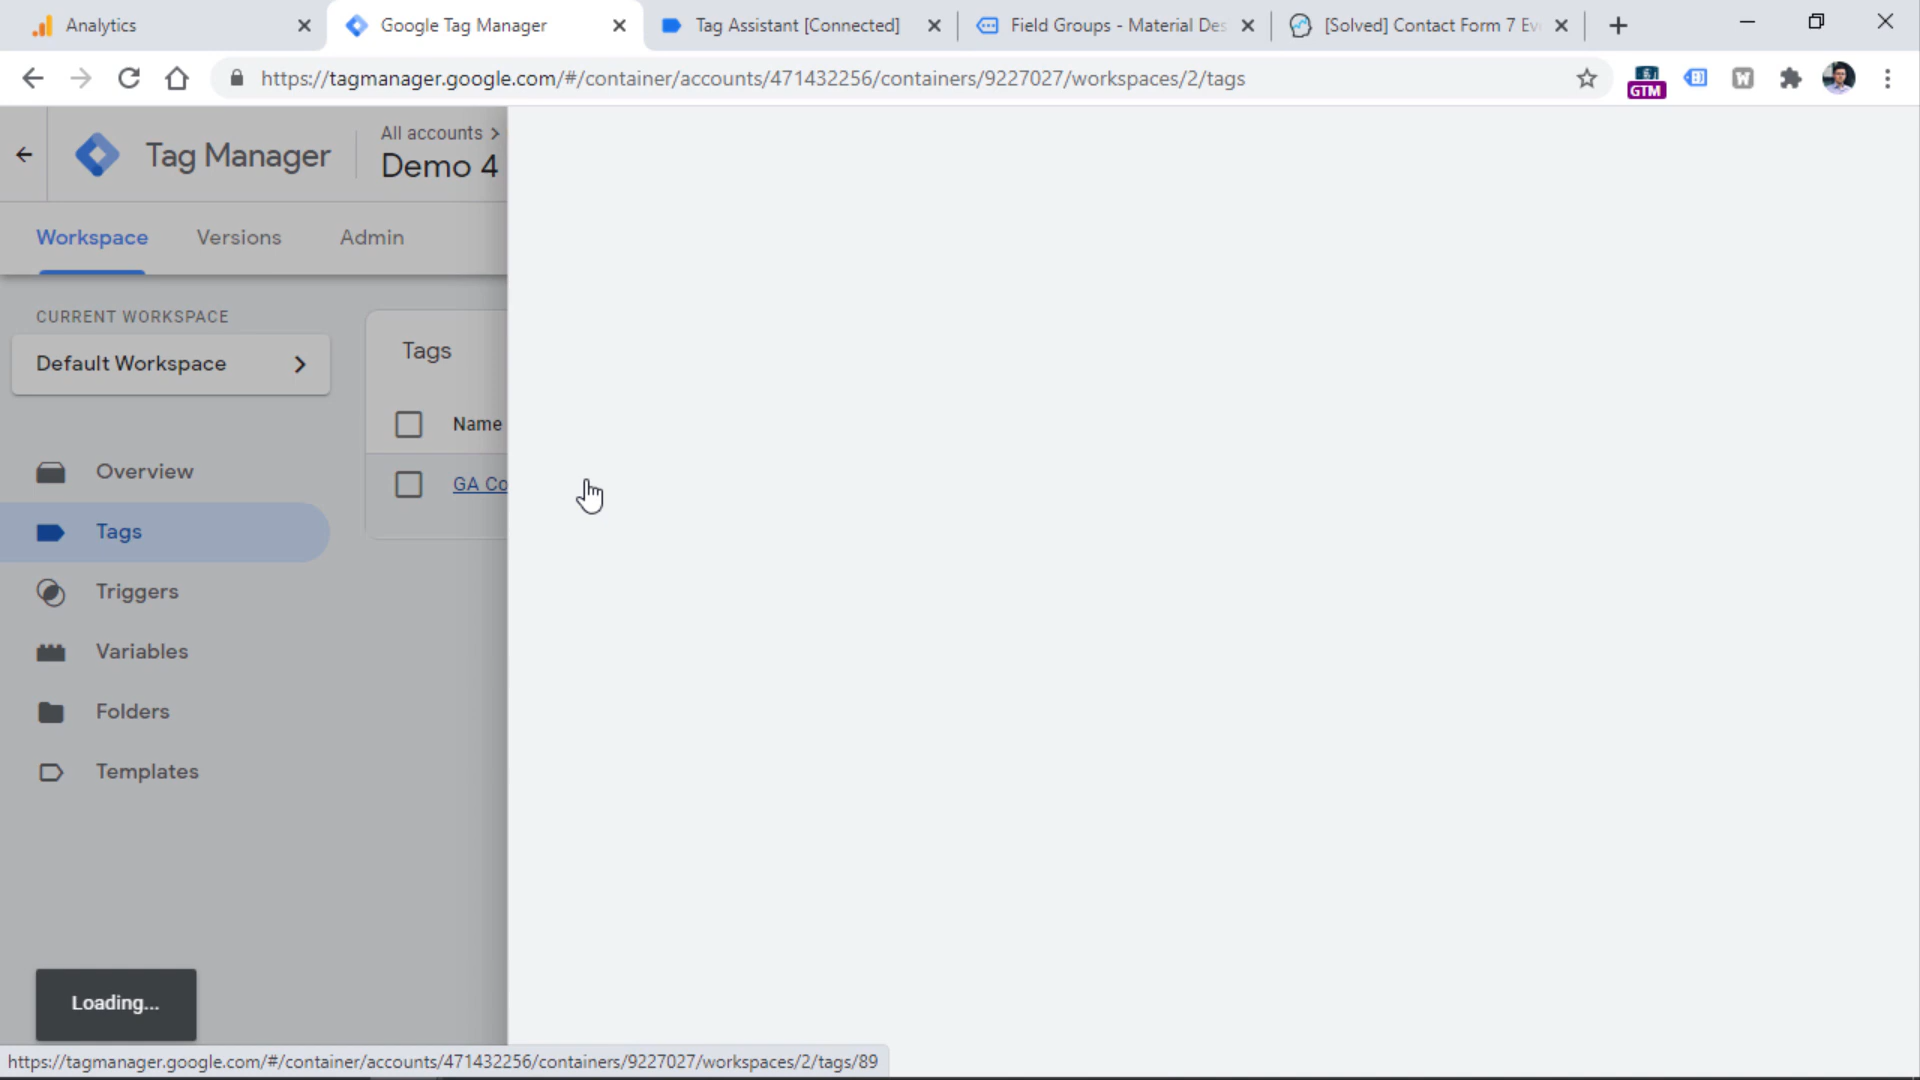 Analytics
Google Tag Manager
Tag Assistant [Connected]
Field Groups - Material Des
[Solved] Contact Form 7 Ev
https://tagmanager.google.com/#/container/accounts/471432256/containers/9227027/workspaces/2/tags
GTM
W
Tag Manager
All accounts >
Demo 4
Workspace
Versions
Admin
CURRENT WORKSPACE
Default Workspace
Tags
Name
GA Co
Overview
Tags
Triggers
Variables
Folders
Templates
Loading...
https://tagmanager.google.com/#/container/accounts/471432256/containers/9227027/workspaces/2/tags/89